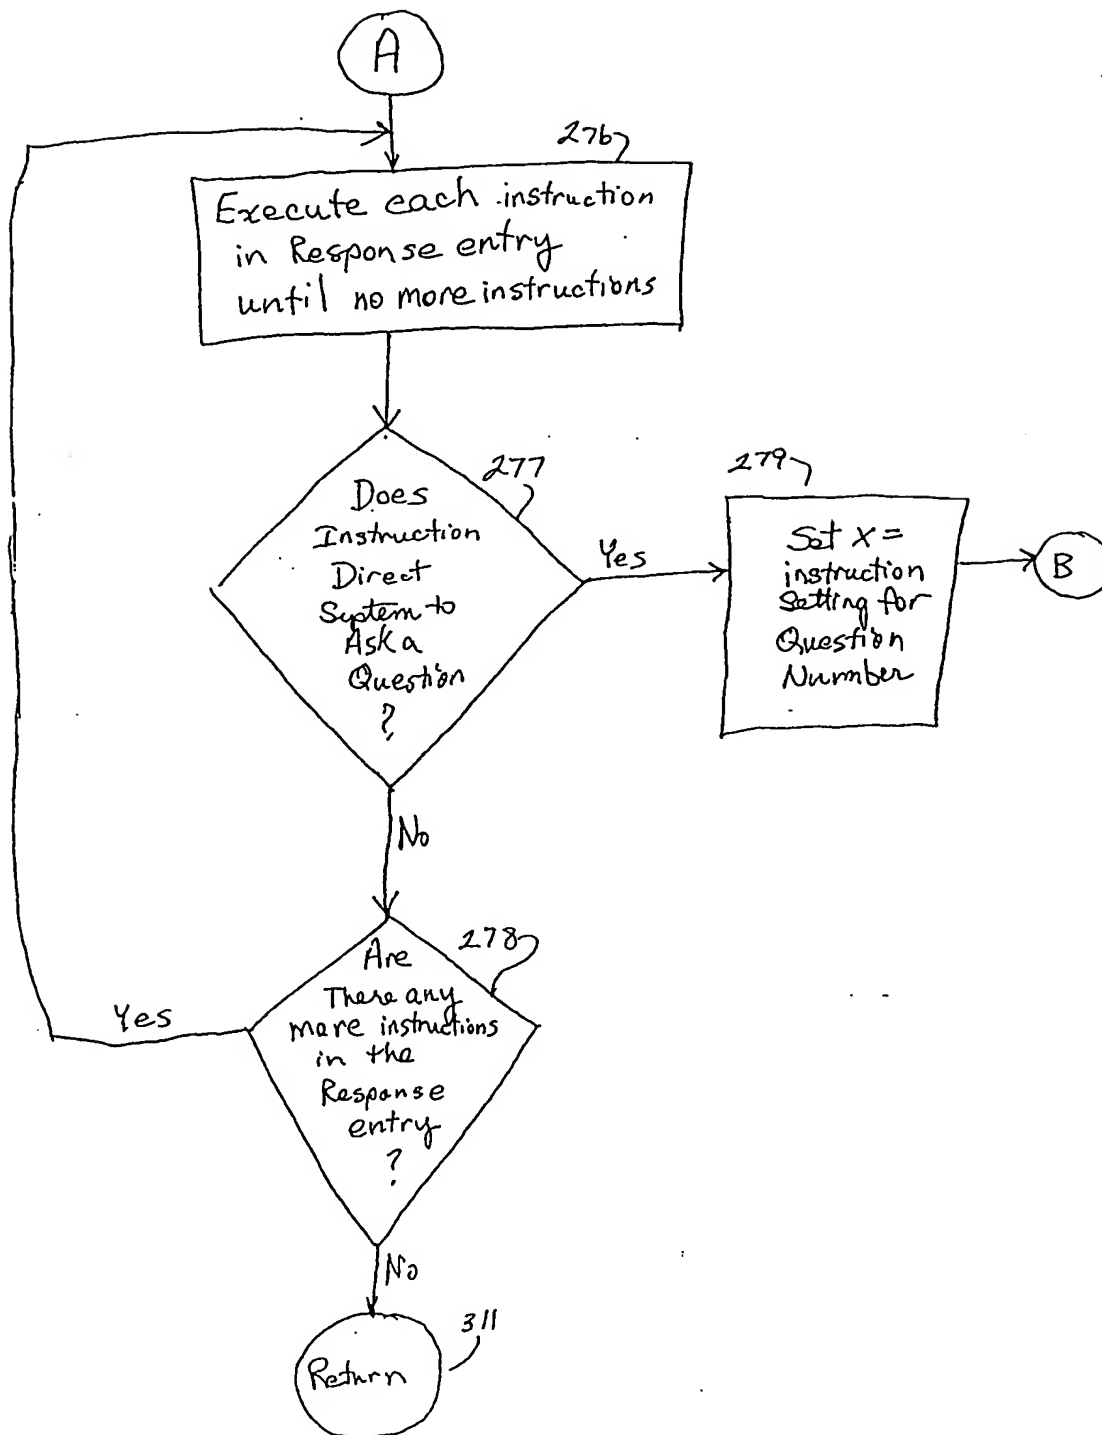 A
276
Execute each instruction
in Response entry
until no more instructions
277
Does
Instruction
Direct
System to
Ask a
Question
?
Yes
279
Set X =
instruction
Setting for
Question
Number
B
No
278
Are
There any
more instructions
in the
Response
entry
?
Yes
No
311
Return